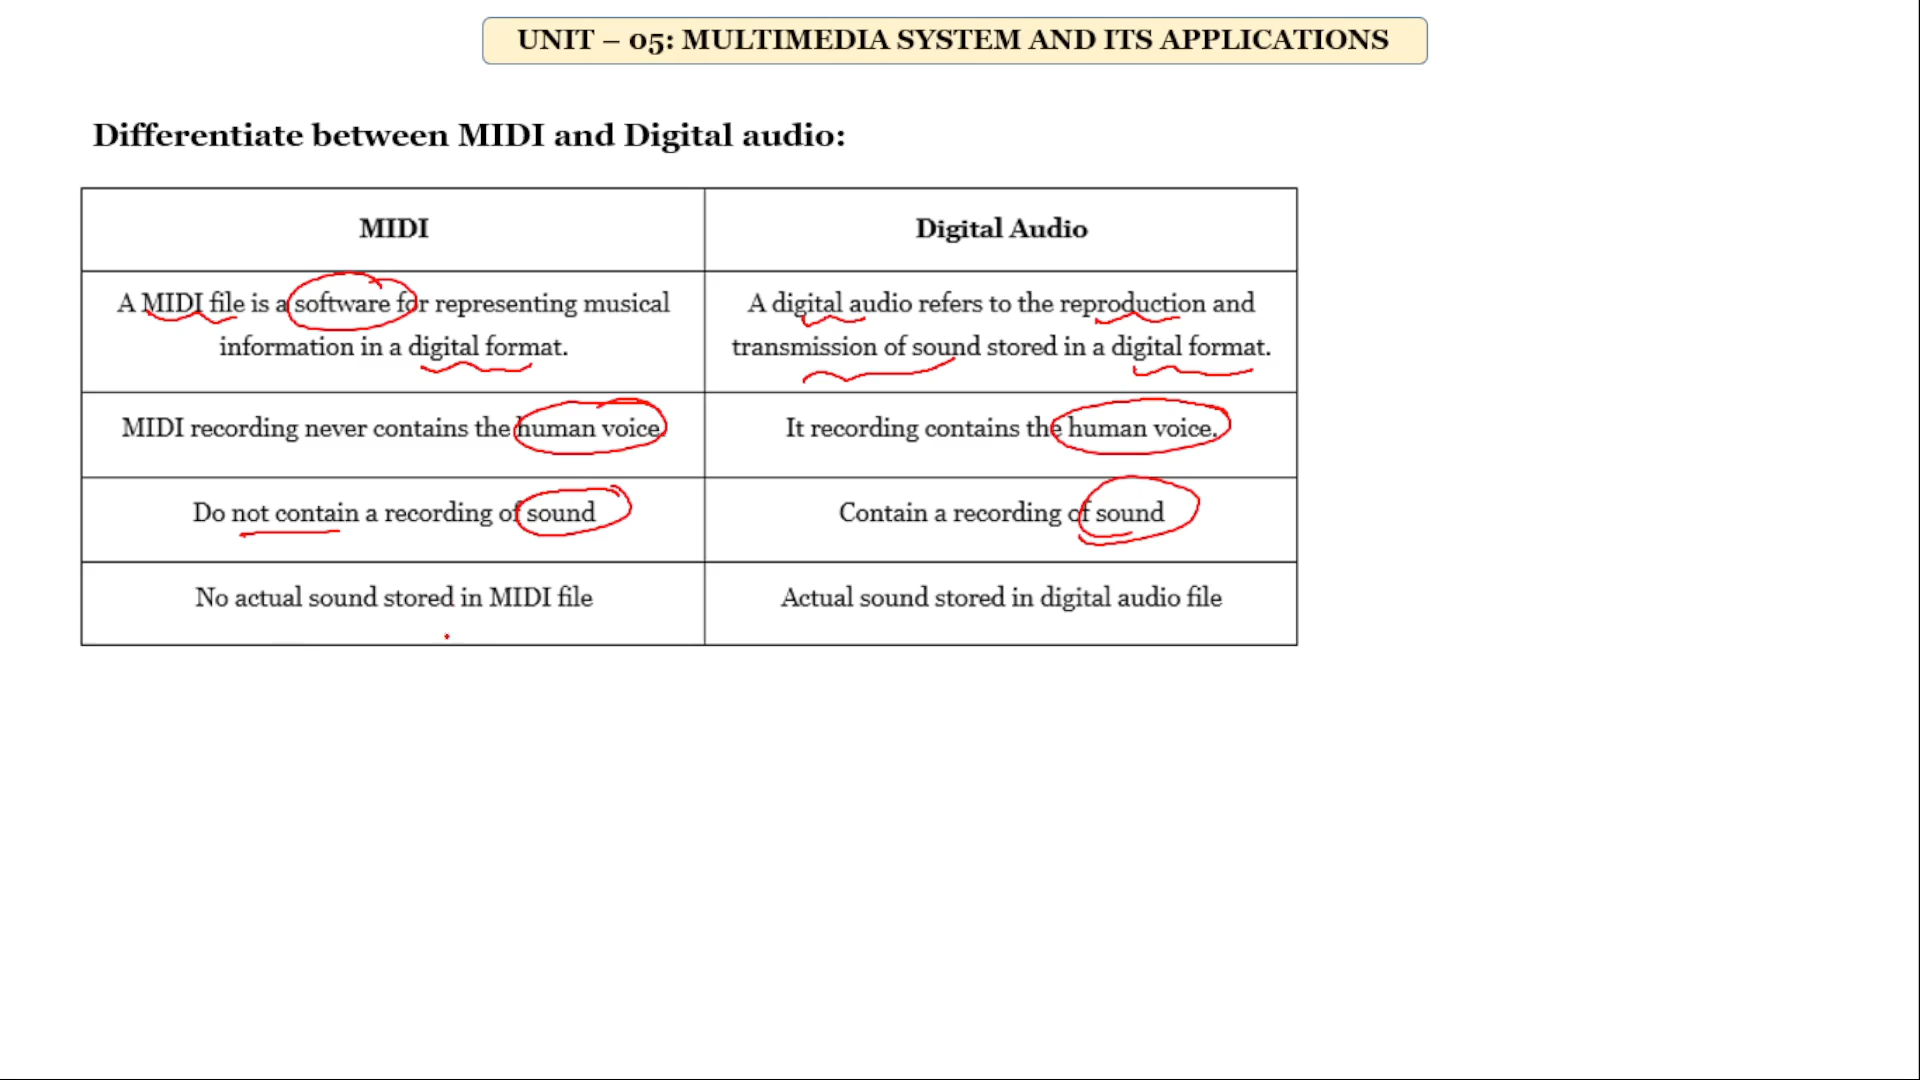 UNIT – 05: MULTIMEDIA SYSTEM AND ITS APPLICATIONS
Differentiate between MIDI and Digital audio:
MIDI
Digital Audio
A MIDI file is a software for representing musical
information in a digital format.
A digital audio refers to the reproduction and
transmission of sound stored in a digital format.
MIDI recording never contains the human voice.
It recording contains the human voice.
Do not contain a recording of sound
Contain a recording of sound
No actual sound stored in MIDI file
Actual sound stored in digital audio file